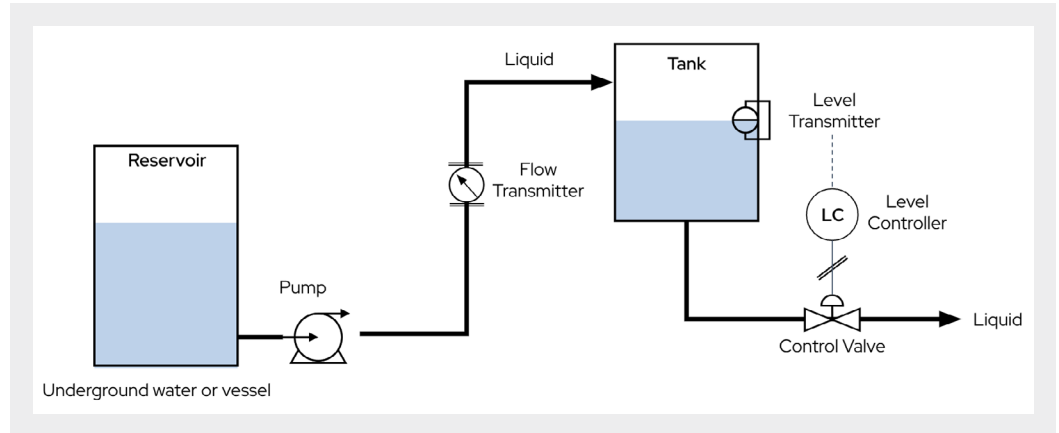 Liquid
Tank
Level
Transmitter
Reservoir
Flow
Transmitter
LC
Level
Controller
Pump
Liquid
Control Valve
Underground water or vessel